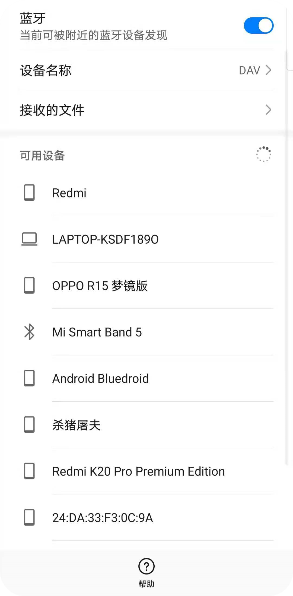 蓝牙
当前可被附近的蓝牙设备发现
设备名称 DAV
接收的文件
可用设备
Redmi
LAPTOP-KSDF189O
OPPO R15 梦镜版
Mi Smart Band 5
Android Bluedroid
杀猪屠夫
Redmi K20 Pro Premium Edition
24:DA:33:F3:0C:9A
帮助